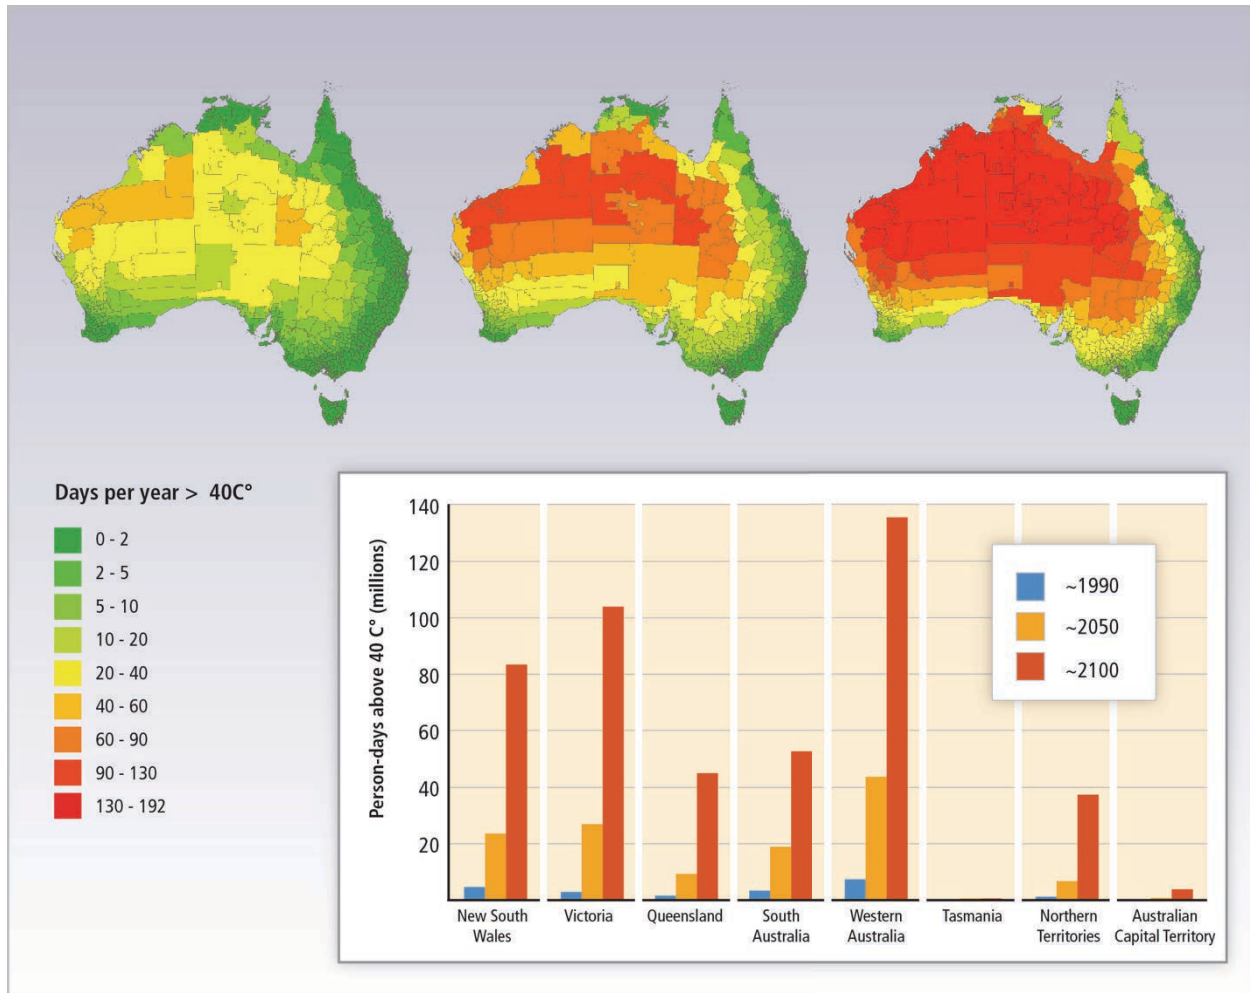 Days per year > 40C°
0 - 2
2 - 5
5 - 10
10 - 20
20 - 40
40 - 60
60 - 90
90 - 130
130 - 192
Person-days above 40 C° (millions)
140
120
100
80
60
40
20
~1990
~2050
~2100
New South
Wales
Victoria
Queensland
South
Australia
Western
Australia
Tasmania
Northern
Territories
Australian
Capital Territory